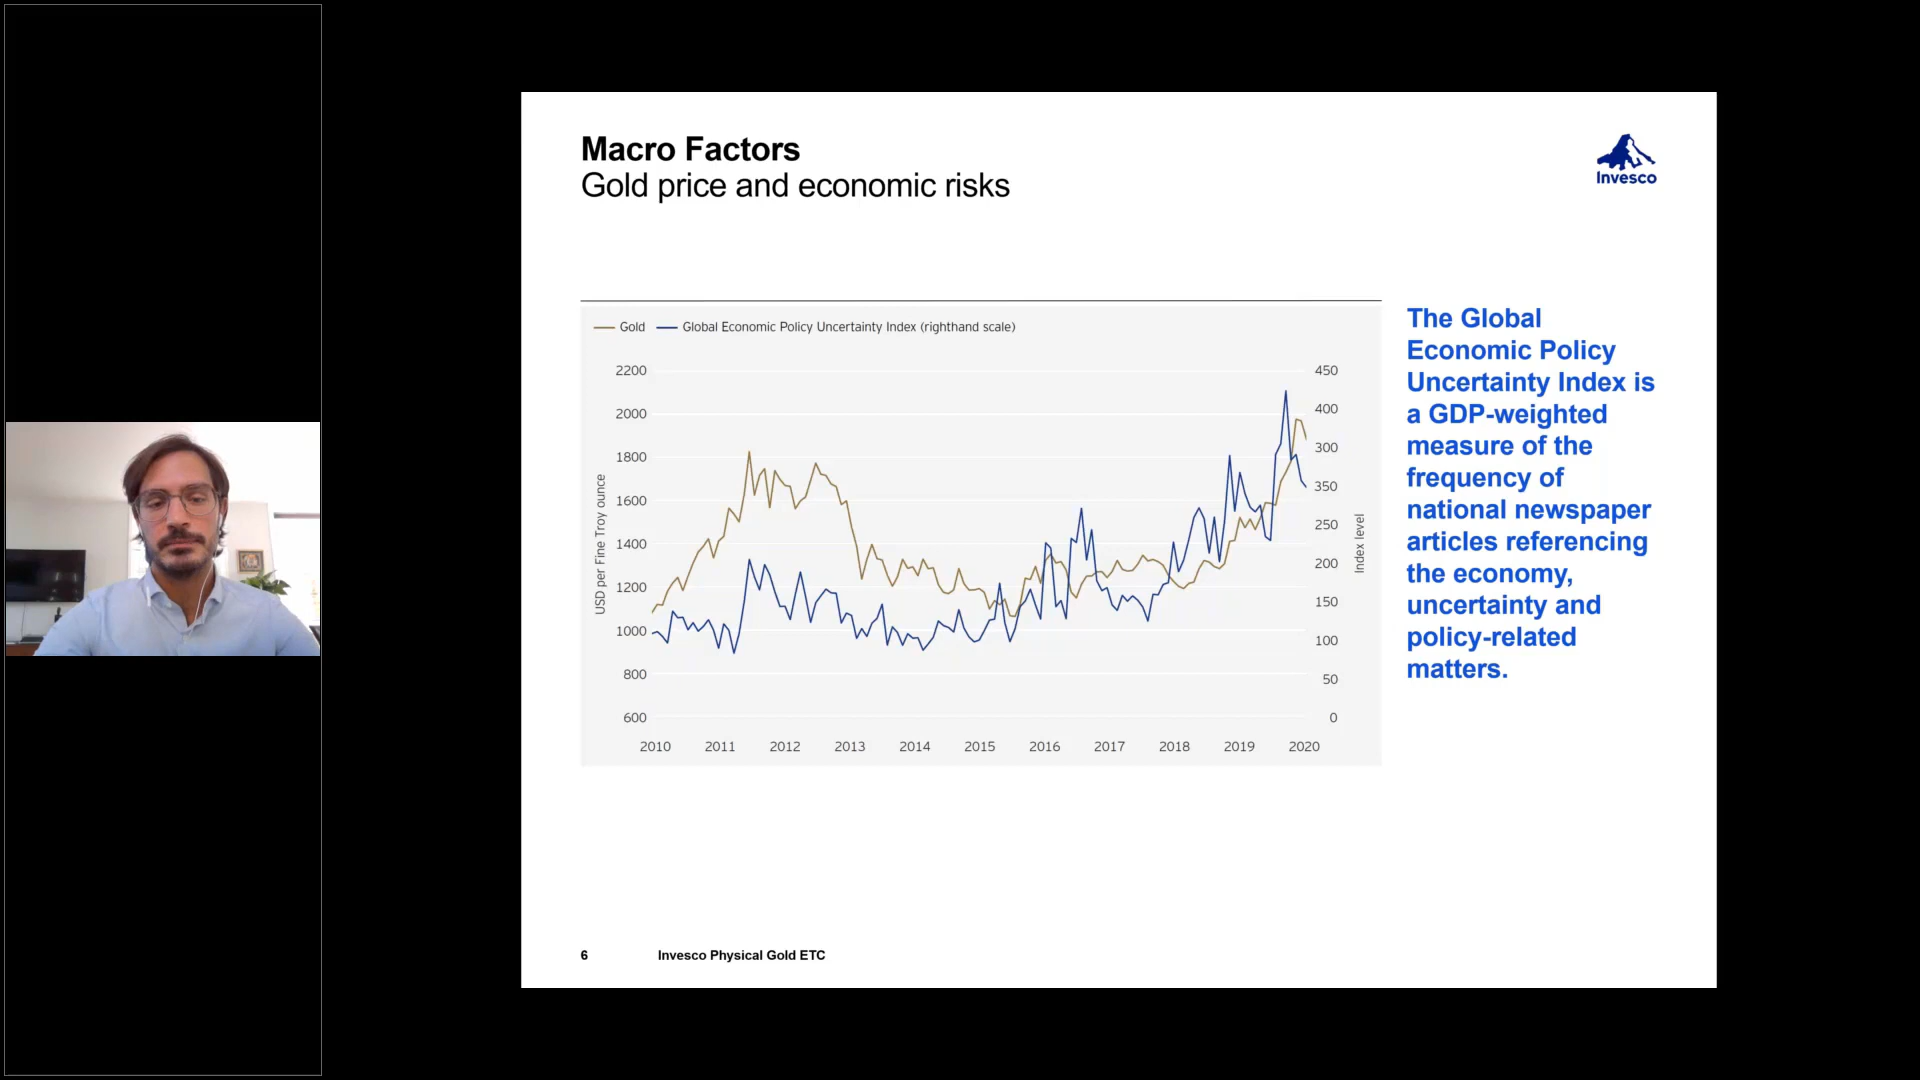 Macro Factors
Gold price and economic risks
Invesco
Gold
Global Economic Policy Uncertainty Index (righthand scale)
USD per Fine Troy ounce
2200
2000
1800
1600
1400
1200
1000
800
600
450
400
300
350
250
200
150
100
50
0
Index level
2010 2011 2012 2013 2014 2015 2016 2017 2018 2019 2020
The Global
Economic Policy
Uncertainty Index is
a GDP-weighted
measure of the
frequency of
national newspaper
articles referencing
the economy,
uncertainty and
policy-related
matters.
6 Invesco Physical Gold ETC